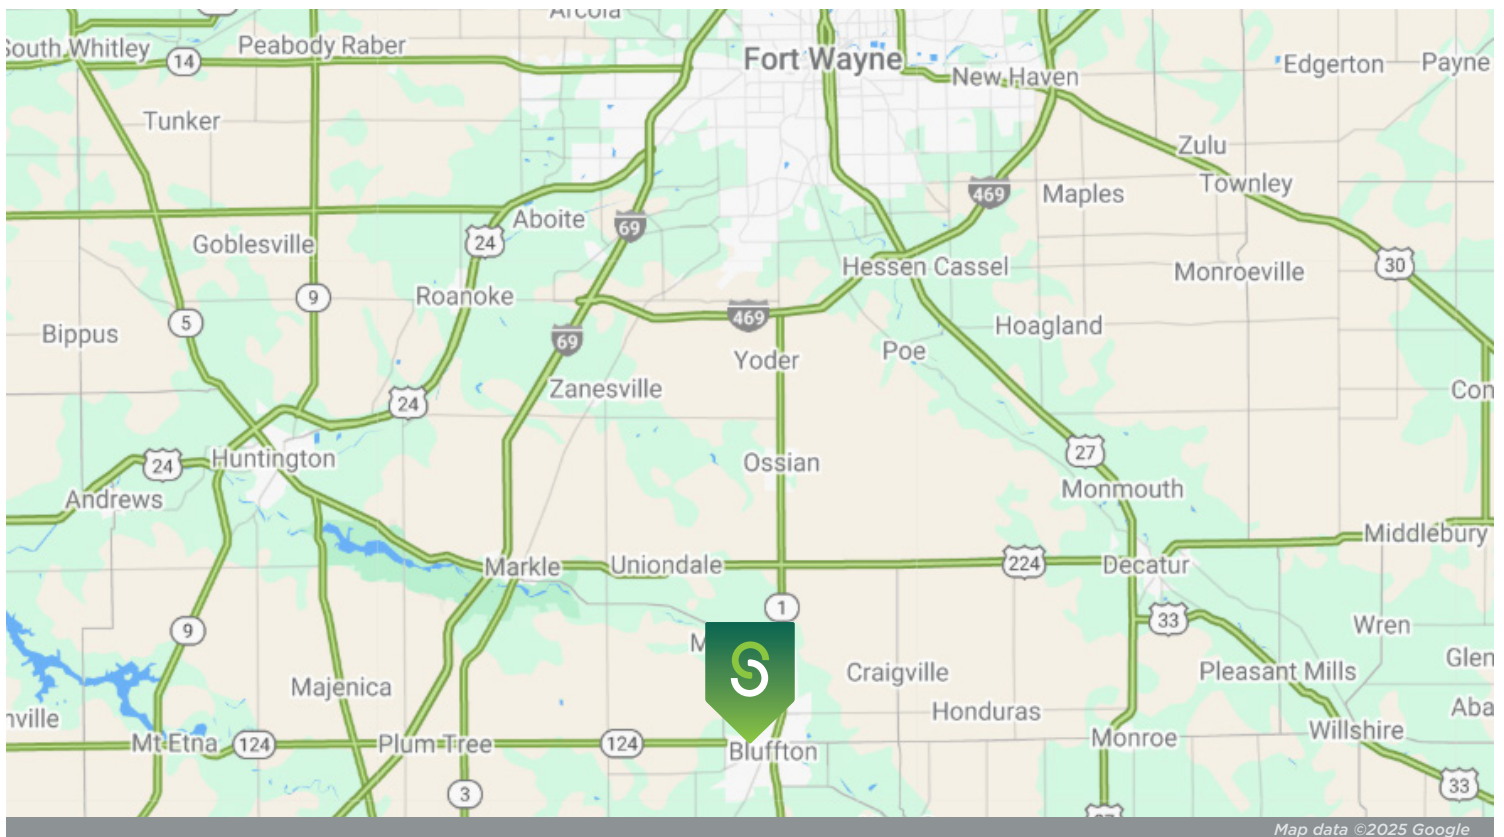 Arcola
South Whitley
Peabody Raber
14
Fort Wayne
New Haven
Edgerton
Payne
Tunker
Zulu
Townley
469
Maples
Aboite
69
24
Goblesville
Hessen Cassel
30
Monroeville
Roanoke
9
5
469
Hoagland
Bippus
69
Yoder
Poe
Zanesville
24
Con
27
Huntington
24
Ossian
Andrews
Monmouth
Middlebury
Markle
Uniondale
224
Decatur
1
33
9
Wren
M
Glen
Craigville
Pleasant Mills
Majenica
Honduras
Aba
nville
Mt Etna
124
Plum Tree
124
Bluffton
Monroe
Willshire
3
33
Map data ©2025 Google